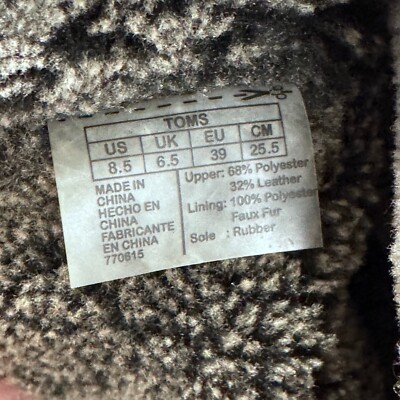 TOMS
US UK EU CM
8.5 6.5 39 25.5
MADE IN
CHINA
HECHO EN
CHINA
FABRICANTE
EN CHINA
770615
Upper: 68% Polyester
32% Leather
Lining: 100% Polyester
Faux Fur
Sole : Rubber